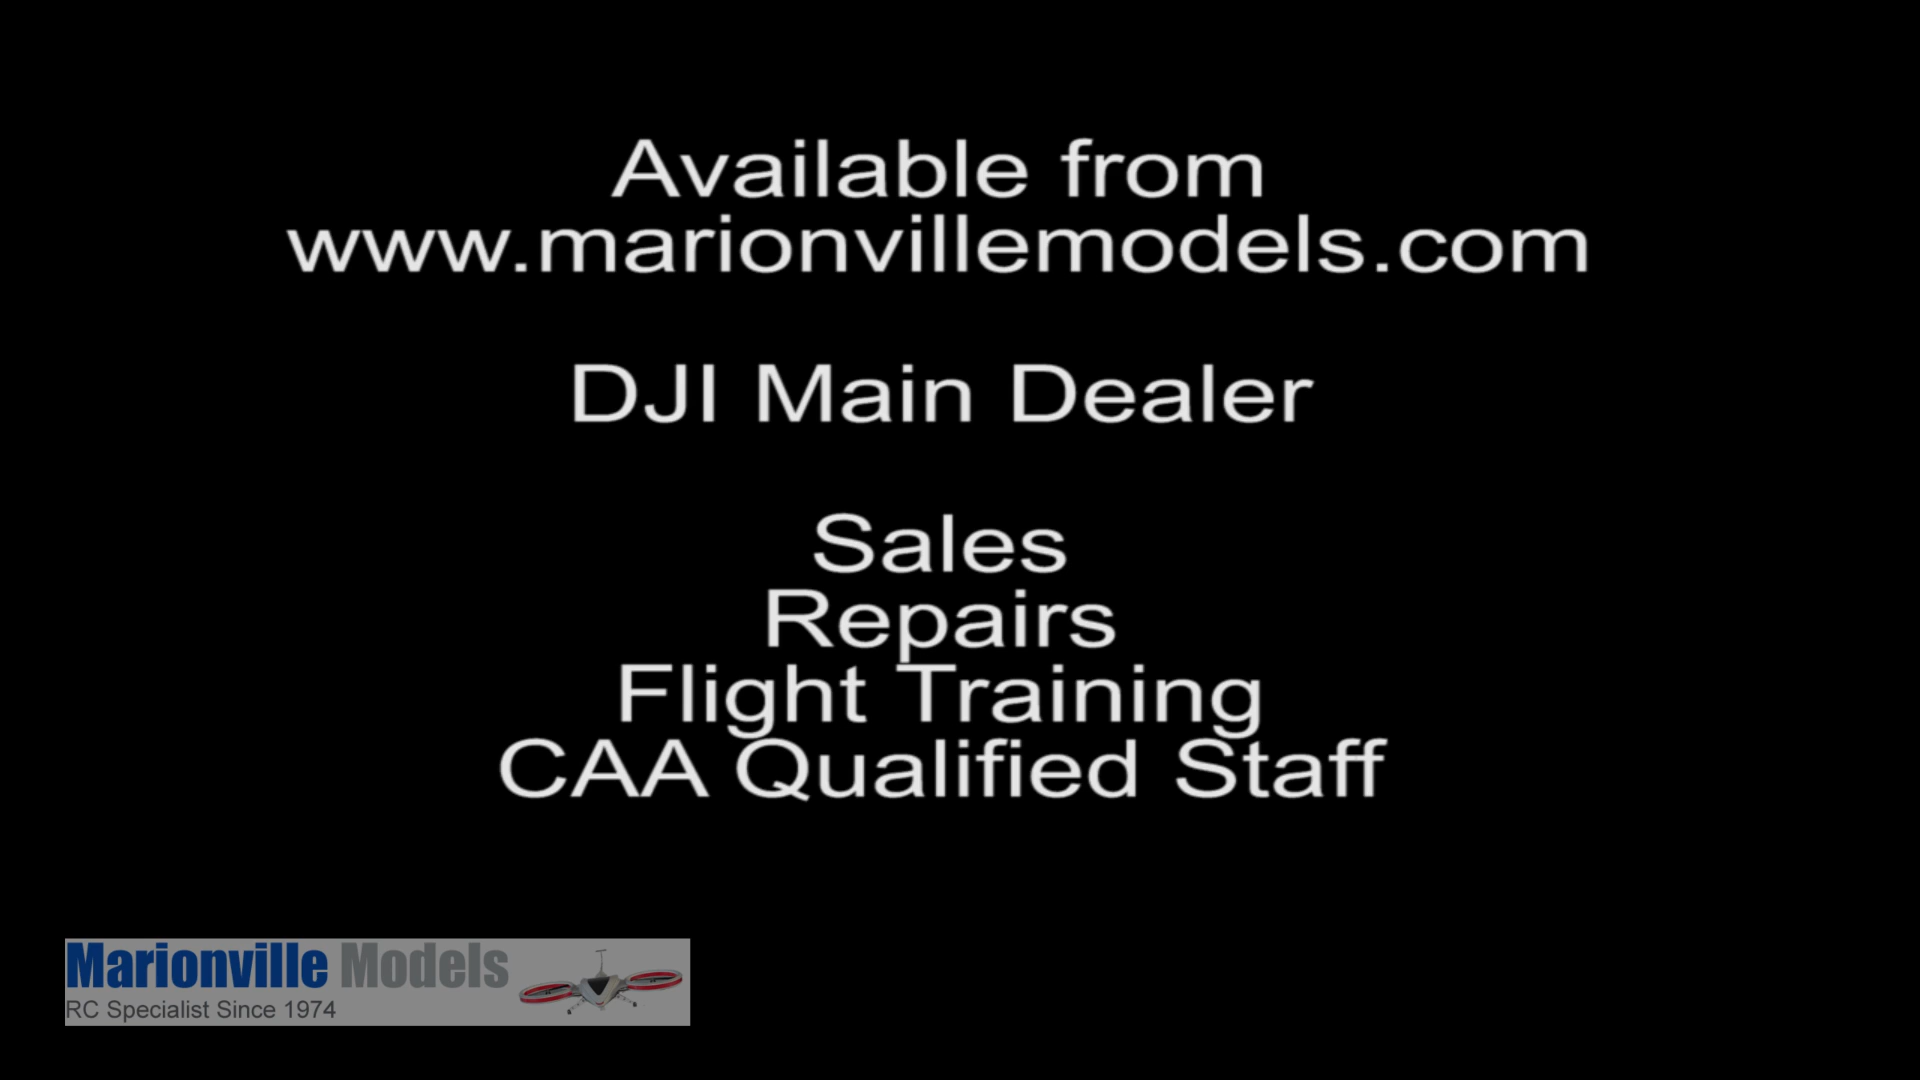 Available from
www.marionvillemodels.com
DJI Main Dealer
Sales
Repairs
Flight Training
CAA Qualified Staff
Marionville Models
RC Specialist Since 1974